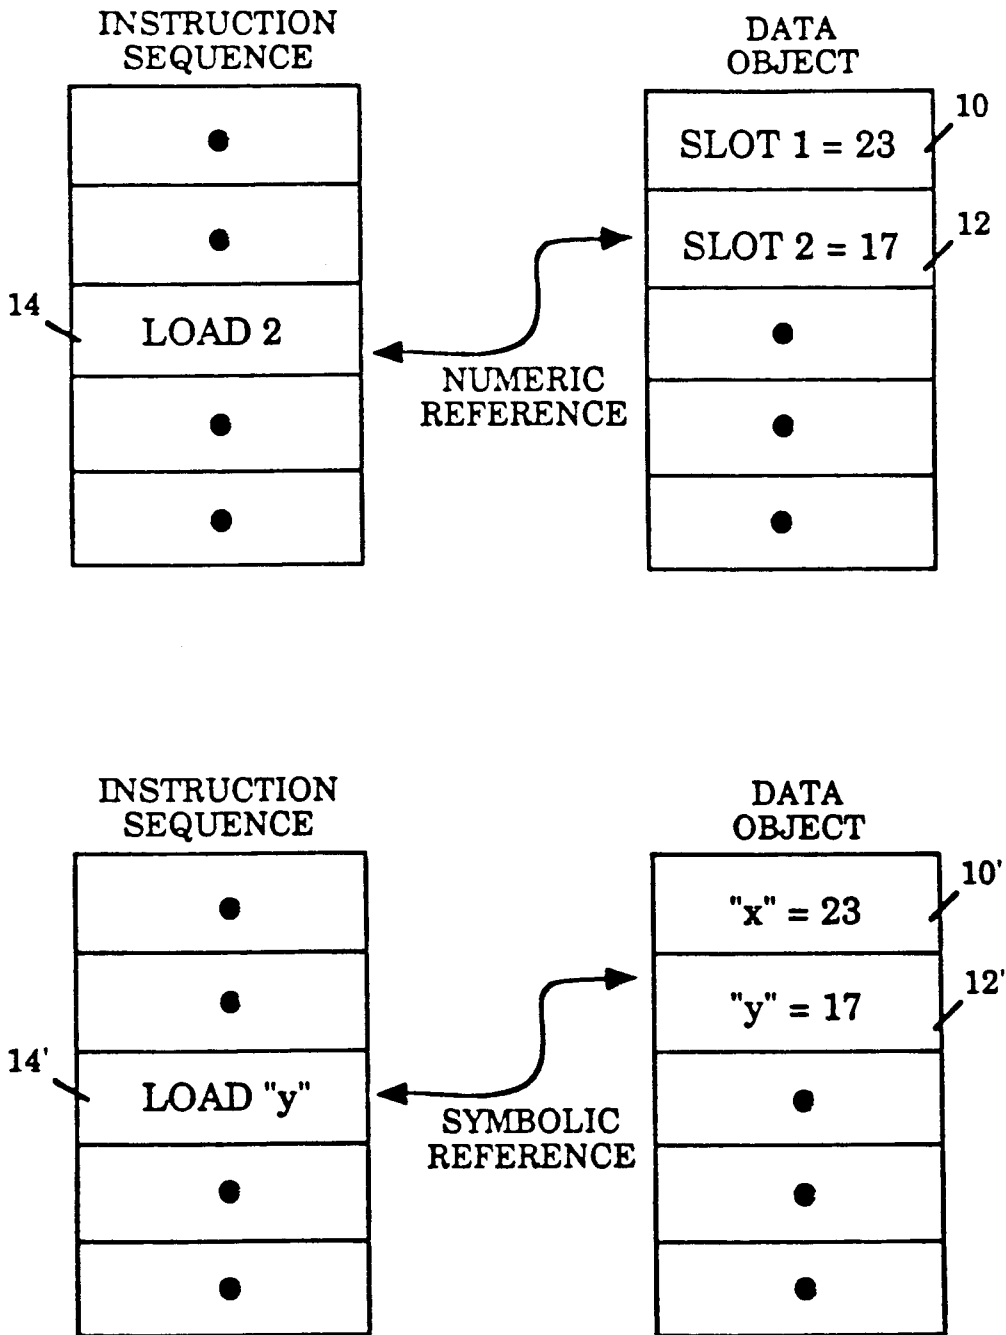 INSTRUCTION
SEQUENCE
DATA
OBJECT
10
SLOT 1 = 23
12
SLOT 2 = 17
14
LOAD 2
NUMERIC
REFERENCE
INSTRUCTION
SEQUENCE
DATA
OBJECT
10'
"x" = 23
12'
"y" = 17
14'
LOAD "y"
SYMBOLIC
REFERENCE